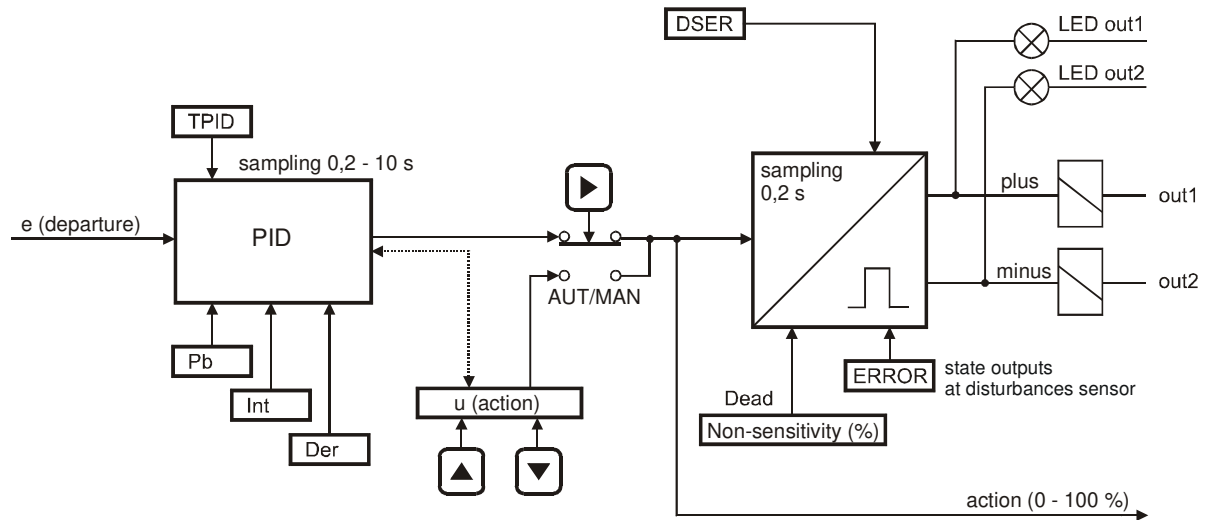 DSER
LED out1
LED out2
TPID
sampling 0,2 - 10 s
sampling
0,2 s
plus
out1
e (departure)
PID
minus
out2
AUT/MAN
Pb
Int
Der
u (action)
ERROR
state outputs
at disturbances sensor
Dead
Non-sensitivity (%)
action (0 - 100 %)